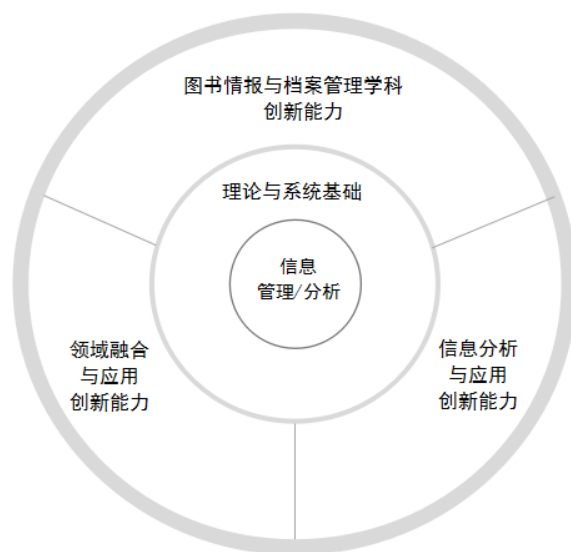 图书情报与档案管理学科
创新能力
理论与系统基础
信息
管理/分析
领域融合
与应用
创新能力
信息分析
与应用
创新能力